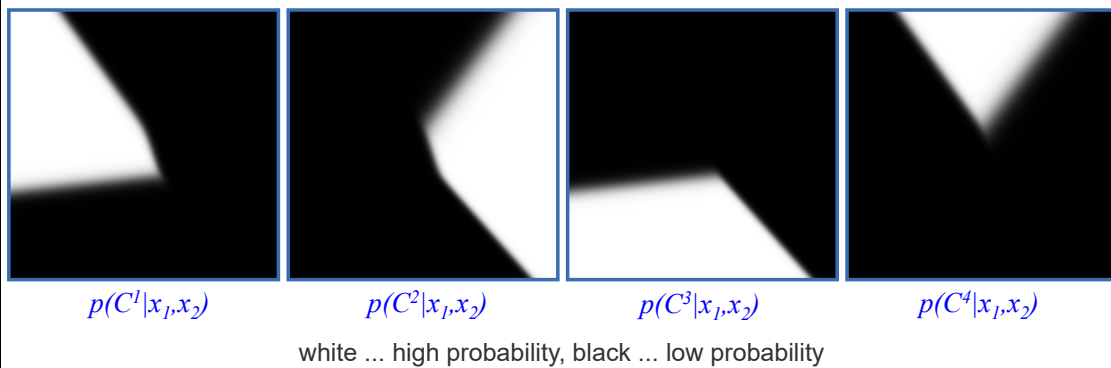 p(C¹|x₁,x₂) p(C²|x₁,x₂) p(C³|x₁,x₂) p(C⁴|x₁,x₂)
white ... high probability, black ... low probability